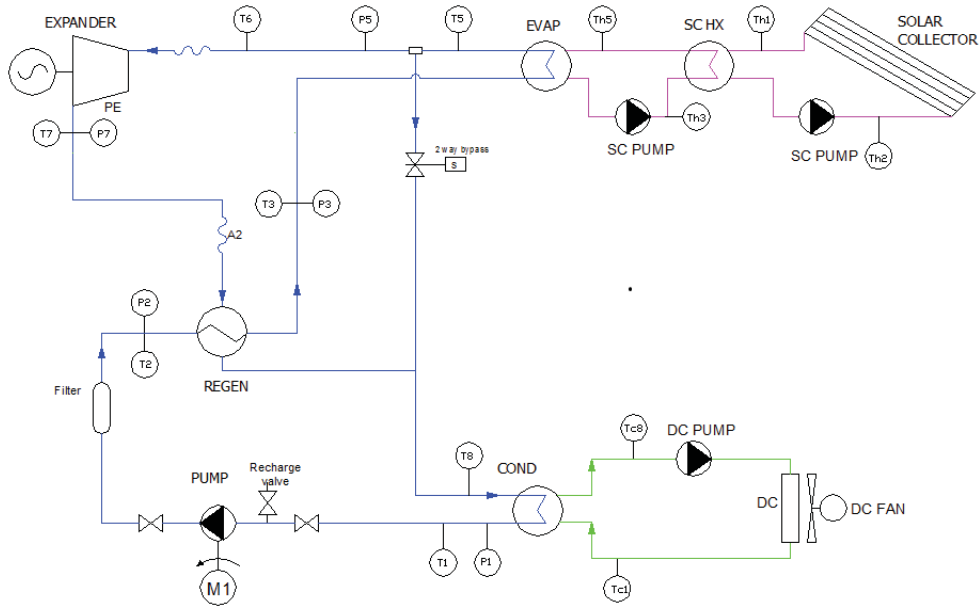 EXPANDER
T6
P5
T5
EVAP
Th5
SC HX
Th1
SOLAR
COLLECTOR
PE
T7
P7
SC PUMP
Th3
SC PUMP
Th2
2 way bypass
S
T3
P3
A2
P2
T2
REGEN
Filter
PUMP
Recharge
valve
T8
COND
Tc8
DC PUMP
DC
DC FAN
T1
P1
Tc1
M1